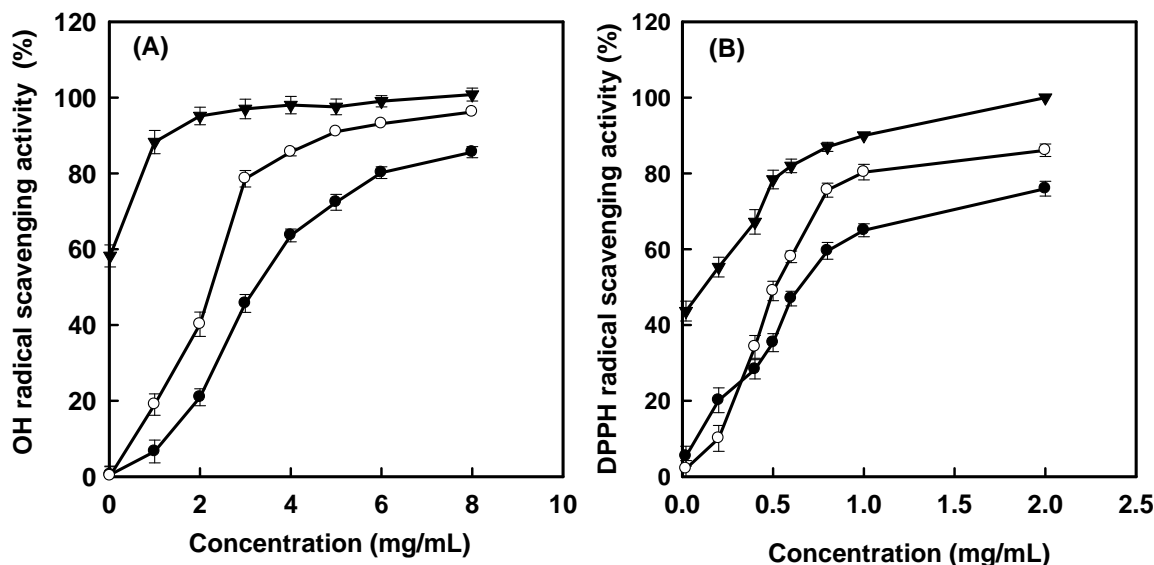 (A)
OH radical scavenging activity (%)
120
100
80
60
40
20
0
0 2 4 6 8 10
Concentration (mg/mL)
(B)
DPPH radical scavenging activity (%)
120
100
80
60
40
20
0
0.0 0.5 1.0 1.5 2.0 2.5
Concentration (mg/mL)